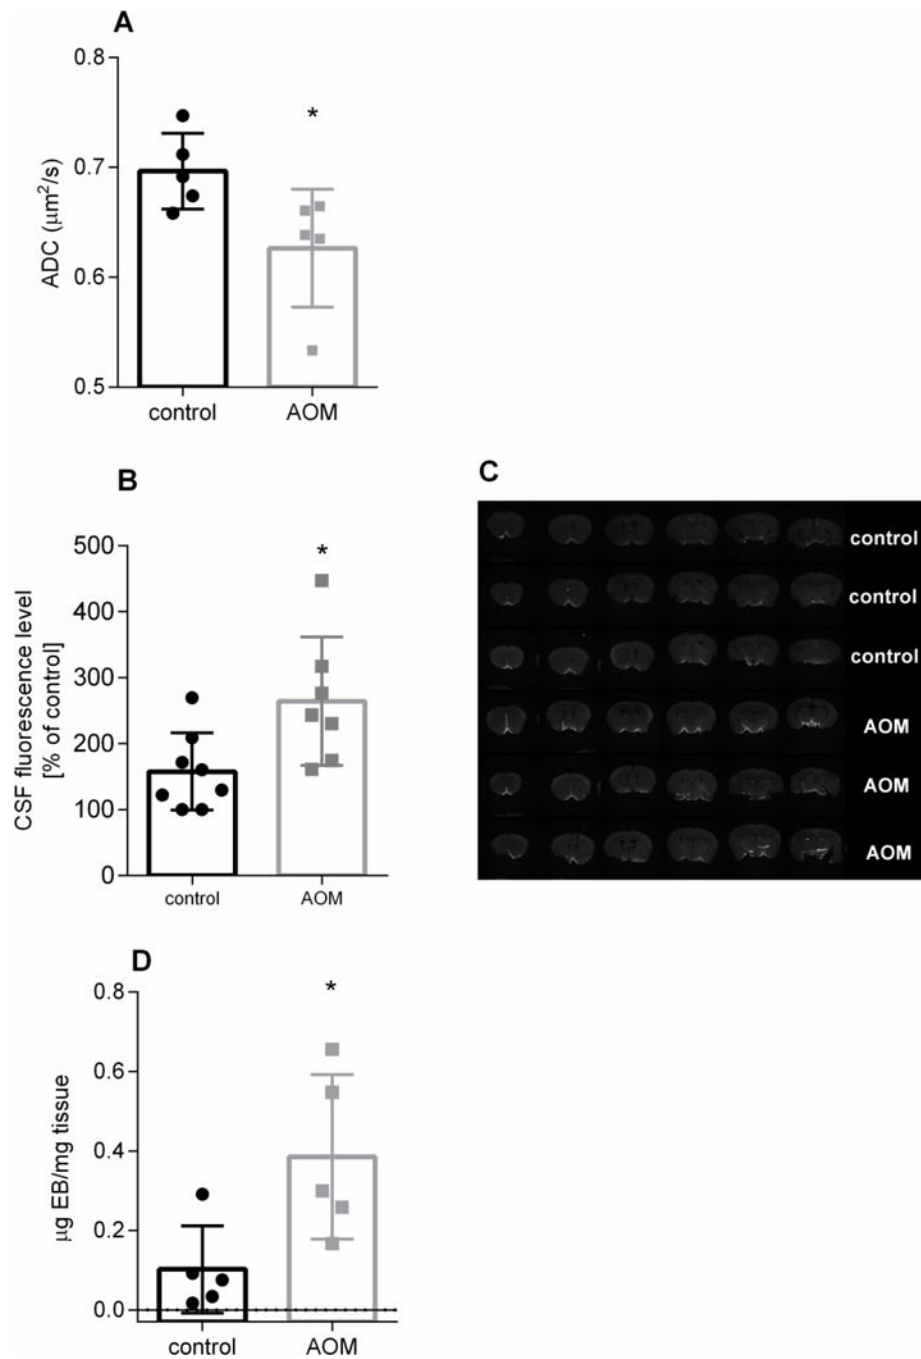 A
0.8
0.7
0.6
0.5
ADC (μm²/s)
*
control
AOM
B
500
400
300
200
100
0
CSF fluorescence level
[% of control]
*
control
AOM
C
control
control
control
AOM
AOM
AOM
D
0.8
0.6
0.4
0.2
0.0
μg EB/mg tissue
*
control
AOM